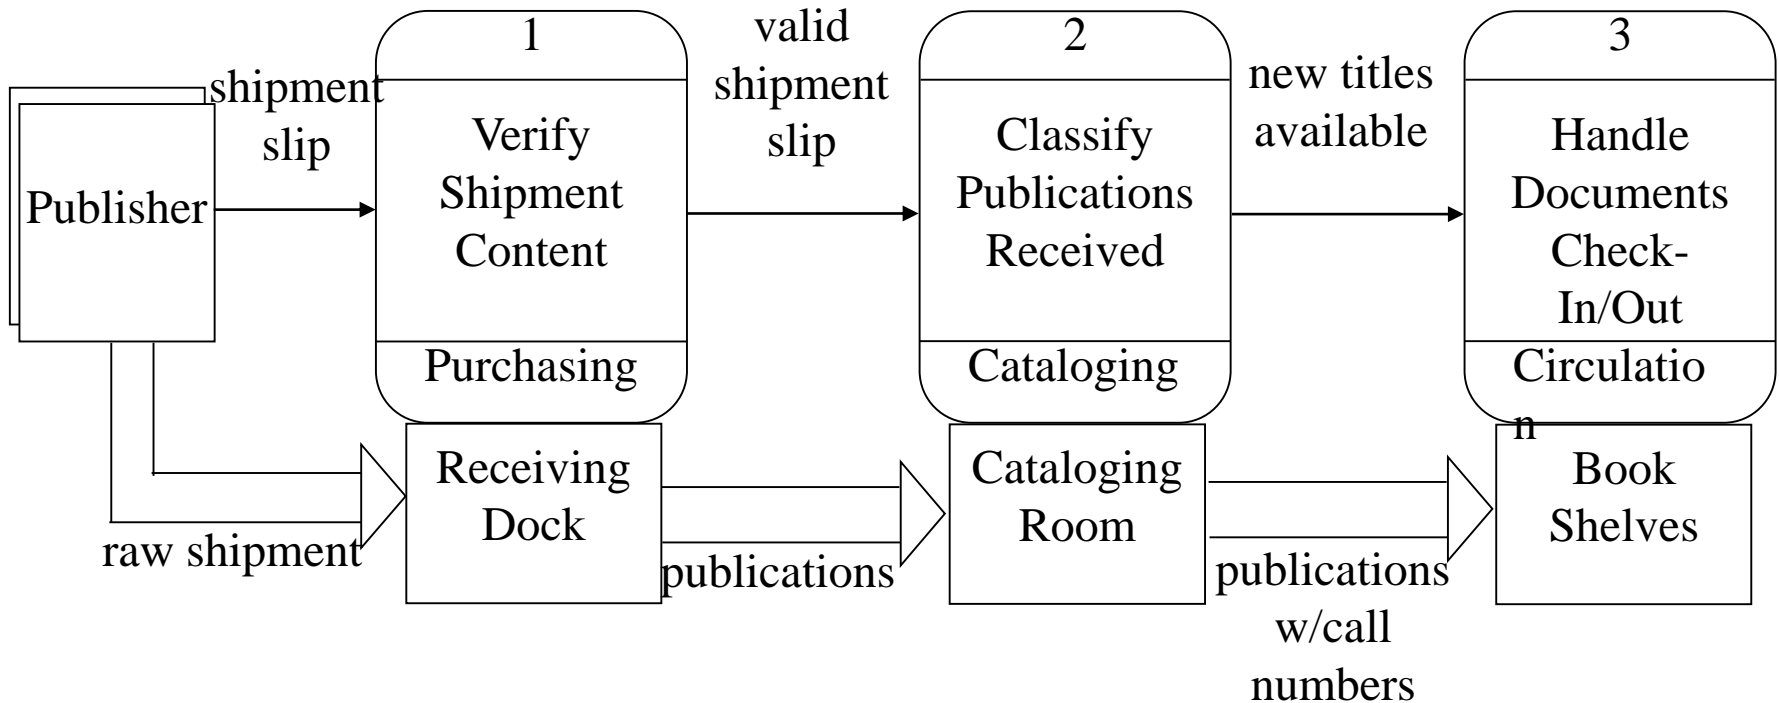 Publisher
shipment
slip
1
Verify
Shipment
Content
Purchasing
valid
shipment
slip
2
Classify
Publications
Received
Cataloging
new titles
available
3
Handle
Documents
Check-
In/Out
Circulatio
n
raw shipment
Receiving
Dock
publications
Cataloging
Room
publications
w/call
numbers
Book
Shelves